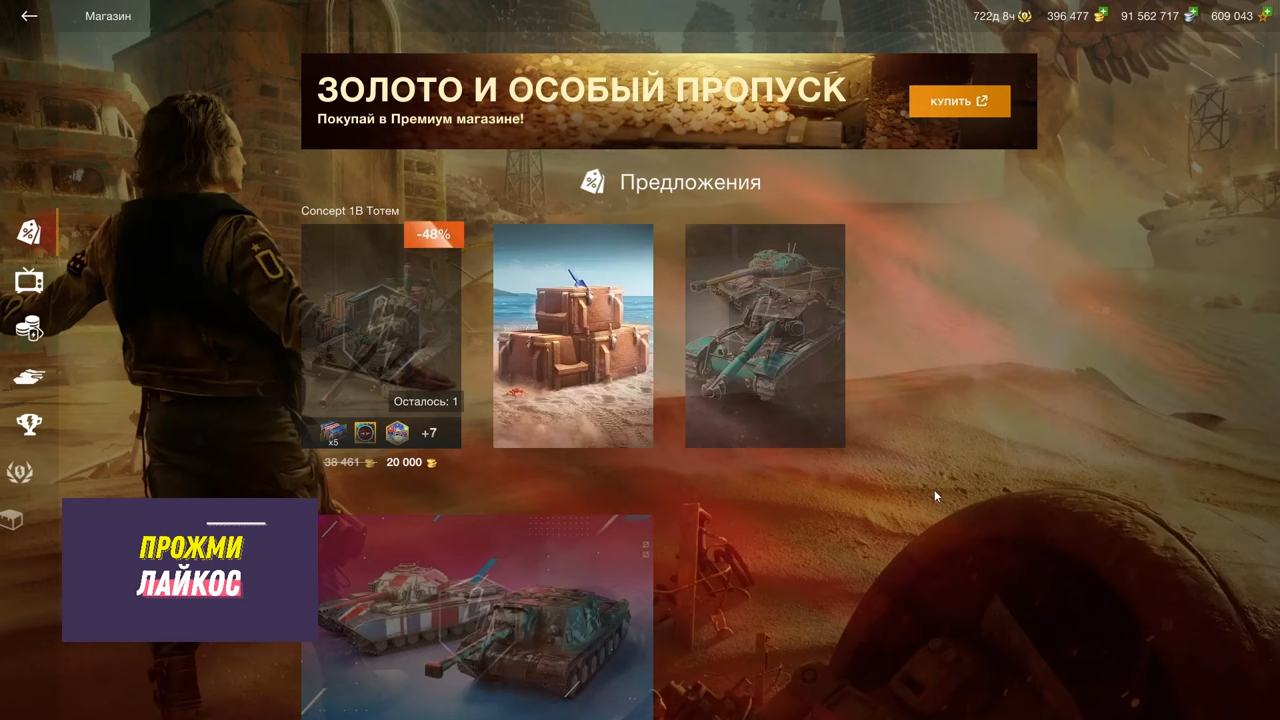 Магазин
722д 8ч
396 477
91 562 717
609 043
ЗОЛОТО И ОСОБЫЙ ПРОПУСК
Покупай в Премиум магазине!
КУПИТЬ
Предложения
Concept 1B Тотем
-48%
Осталось: 1
x5
+7
38 461
20 000
ПРОЖМИ
ЛАЙКОС